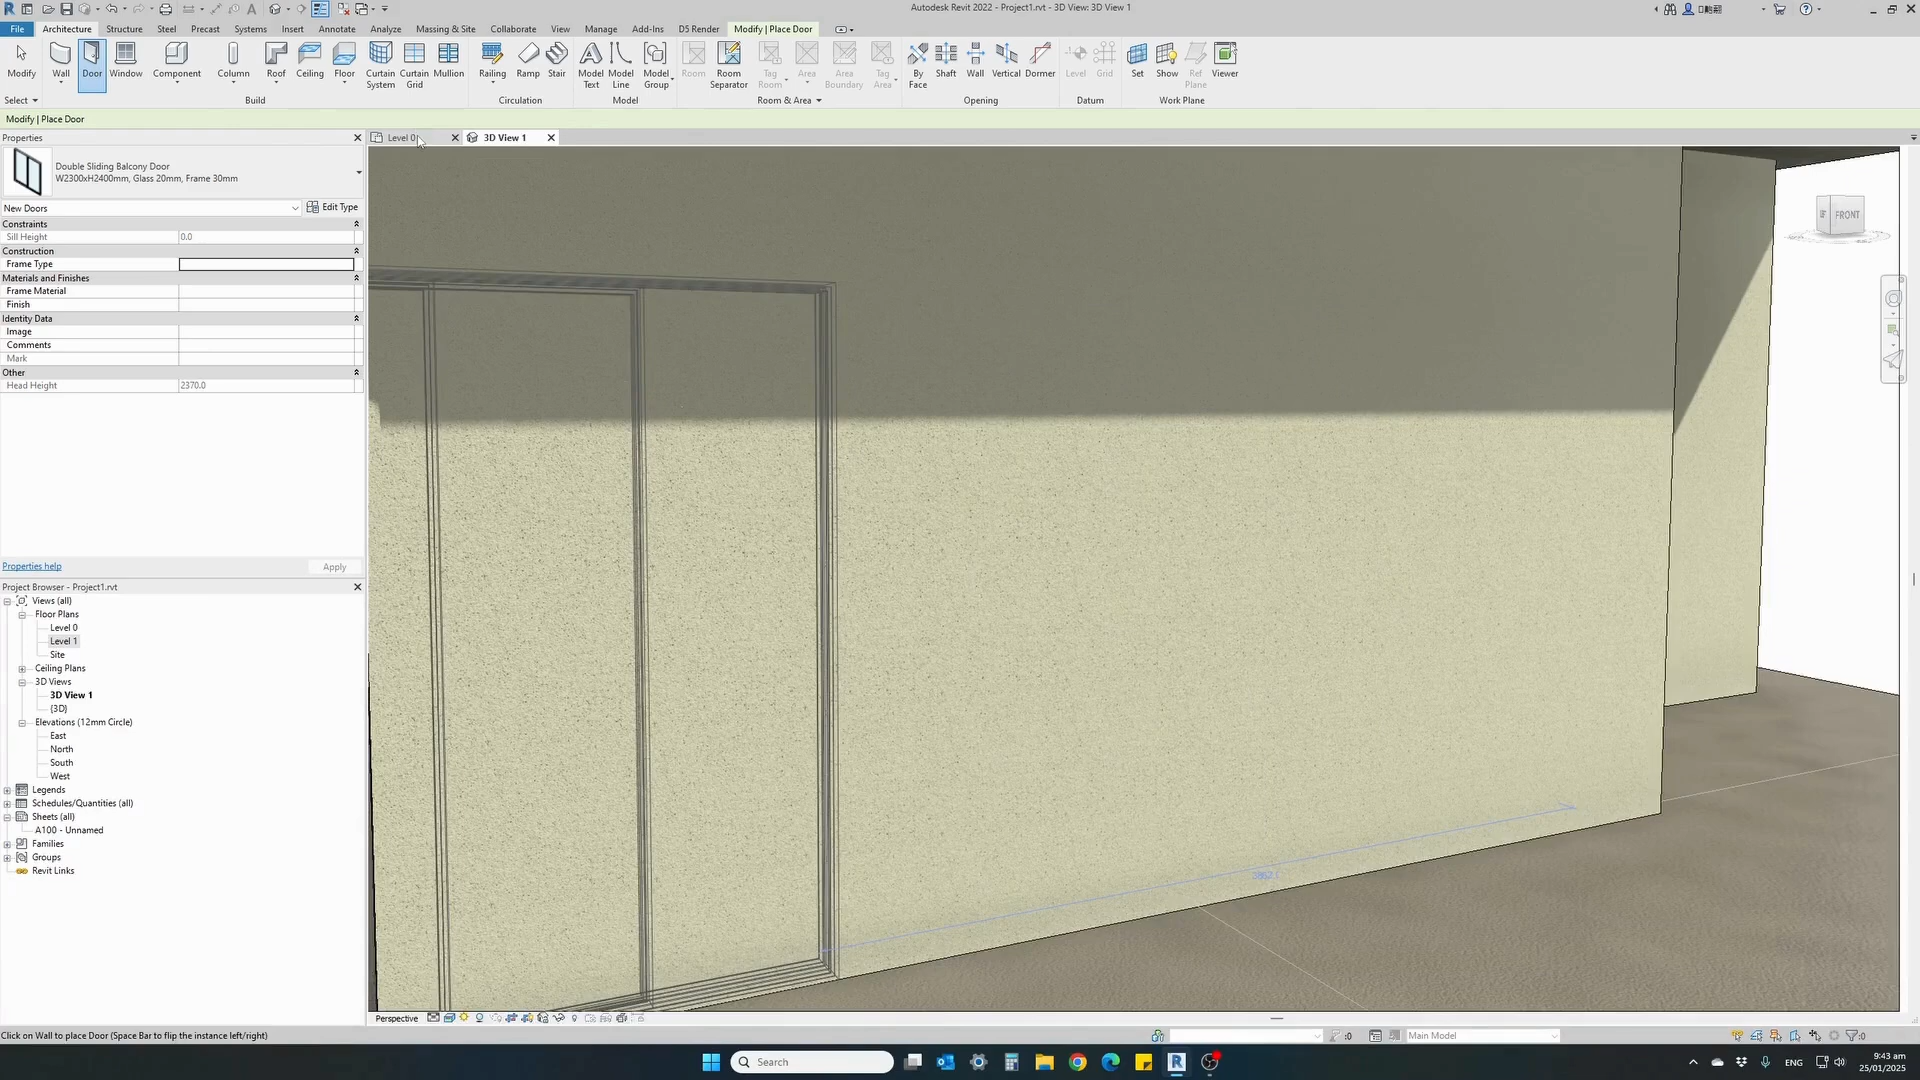 Autodesk Revit 2022 - Project1.rvt - 3D View: 3D View 1
File
Architecture
Structure
Steel
Precast
Systems
Insert
Annotate
Analyze
Massing & Site
Collaborate
View
Manage
Add-Ins
D5 Render
Modify | Place Door
Modify
Wall
Door
Window
Component
Column
Roof
Ceiling
Floor
Curtain System
Curtain Grid
Mullion
Railing
Ramp
Stair
Model Text
Model Line
Model Group
Room
Room Separator
Tag Room
Area
Area Boundary
Tag Area
By Face
Shaft
Wall
Vertical
Dormer
Level
Grid
Set
Show
Ref Plane
Viewer
Select
Build
Circulation
Model
Room & Area
Opening
Datum
Work Plane
Modify | Place Door
Properties
Level 0
3D View 1
Double Sliding Balcony Door
W2300xH2400mm, Glass 20mm, Frame 30mm
New Doors
Edit Type
Constraints
Sill Height 0.0
Construction
Frame Type
Materials and Finishes
Frame Material
Finish
Identity Data
Image
Comments
Mark
Other
Head Height 2370.0
FRONT
Properties help
Apply
Project Browser - Project1.rvt
Views (all)
Floor Plans
Level 0
Level 1
Site
Ceiling Plans
3D Views
3D View 1
{3D}
Elevations (12mm Circle)
East
North
South
West
Legends
Schedules/Quantities (all)
Sheets (all)
A100 - Unnamed
Families
Groups
Revit Links
Perspective
Click on Wall to place Door (Space Bar to flip the instance left/right)
:0
Main Model
:0
Search
ENG
9:43 am
25/01/2025